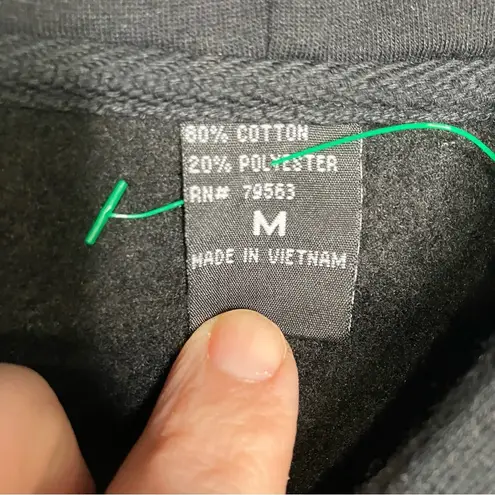 80% COTTON
20% POLYESTER
RN# 79563
M
MADE IN VIETNAM